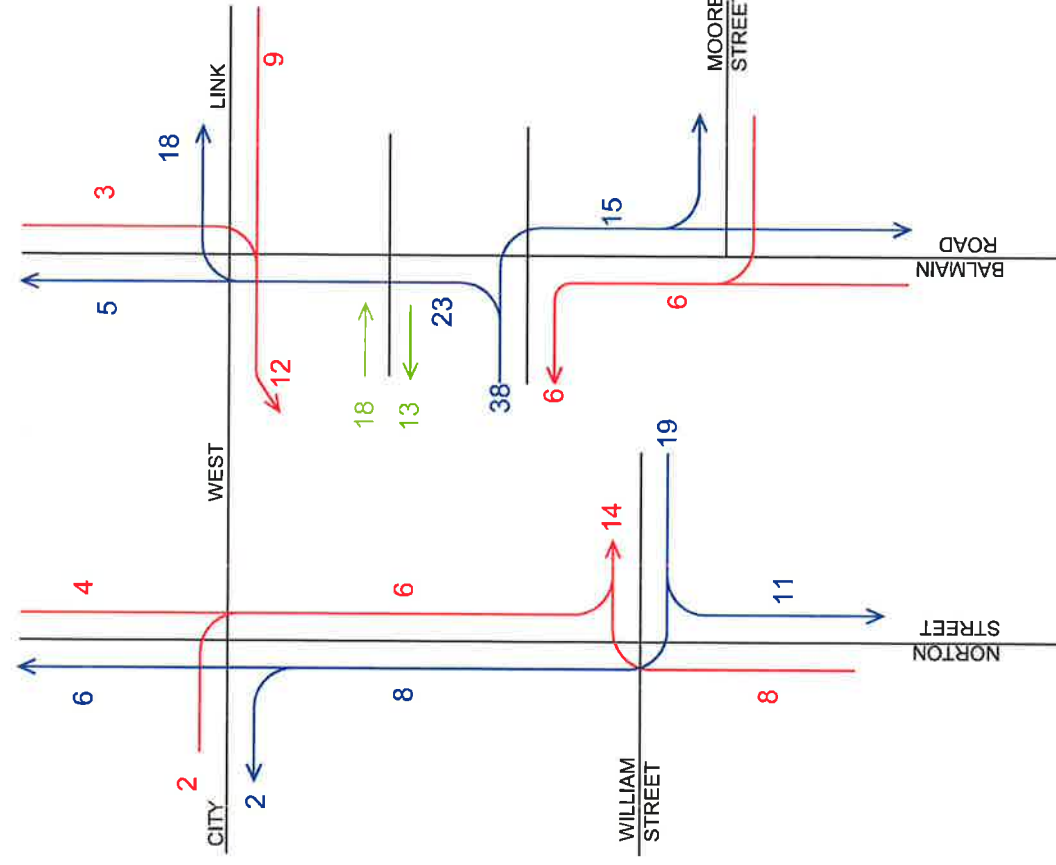 3
18
LINK
9
5
MOORE
STREET
12
23
18
13
15
BALMAIN
ROAD
38
6
6
WEST
19
4
14
6
11
NORTON
STREET
6
8
8
2
2
CITY
WILLIAM
STREET